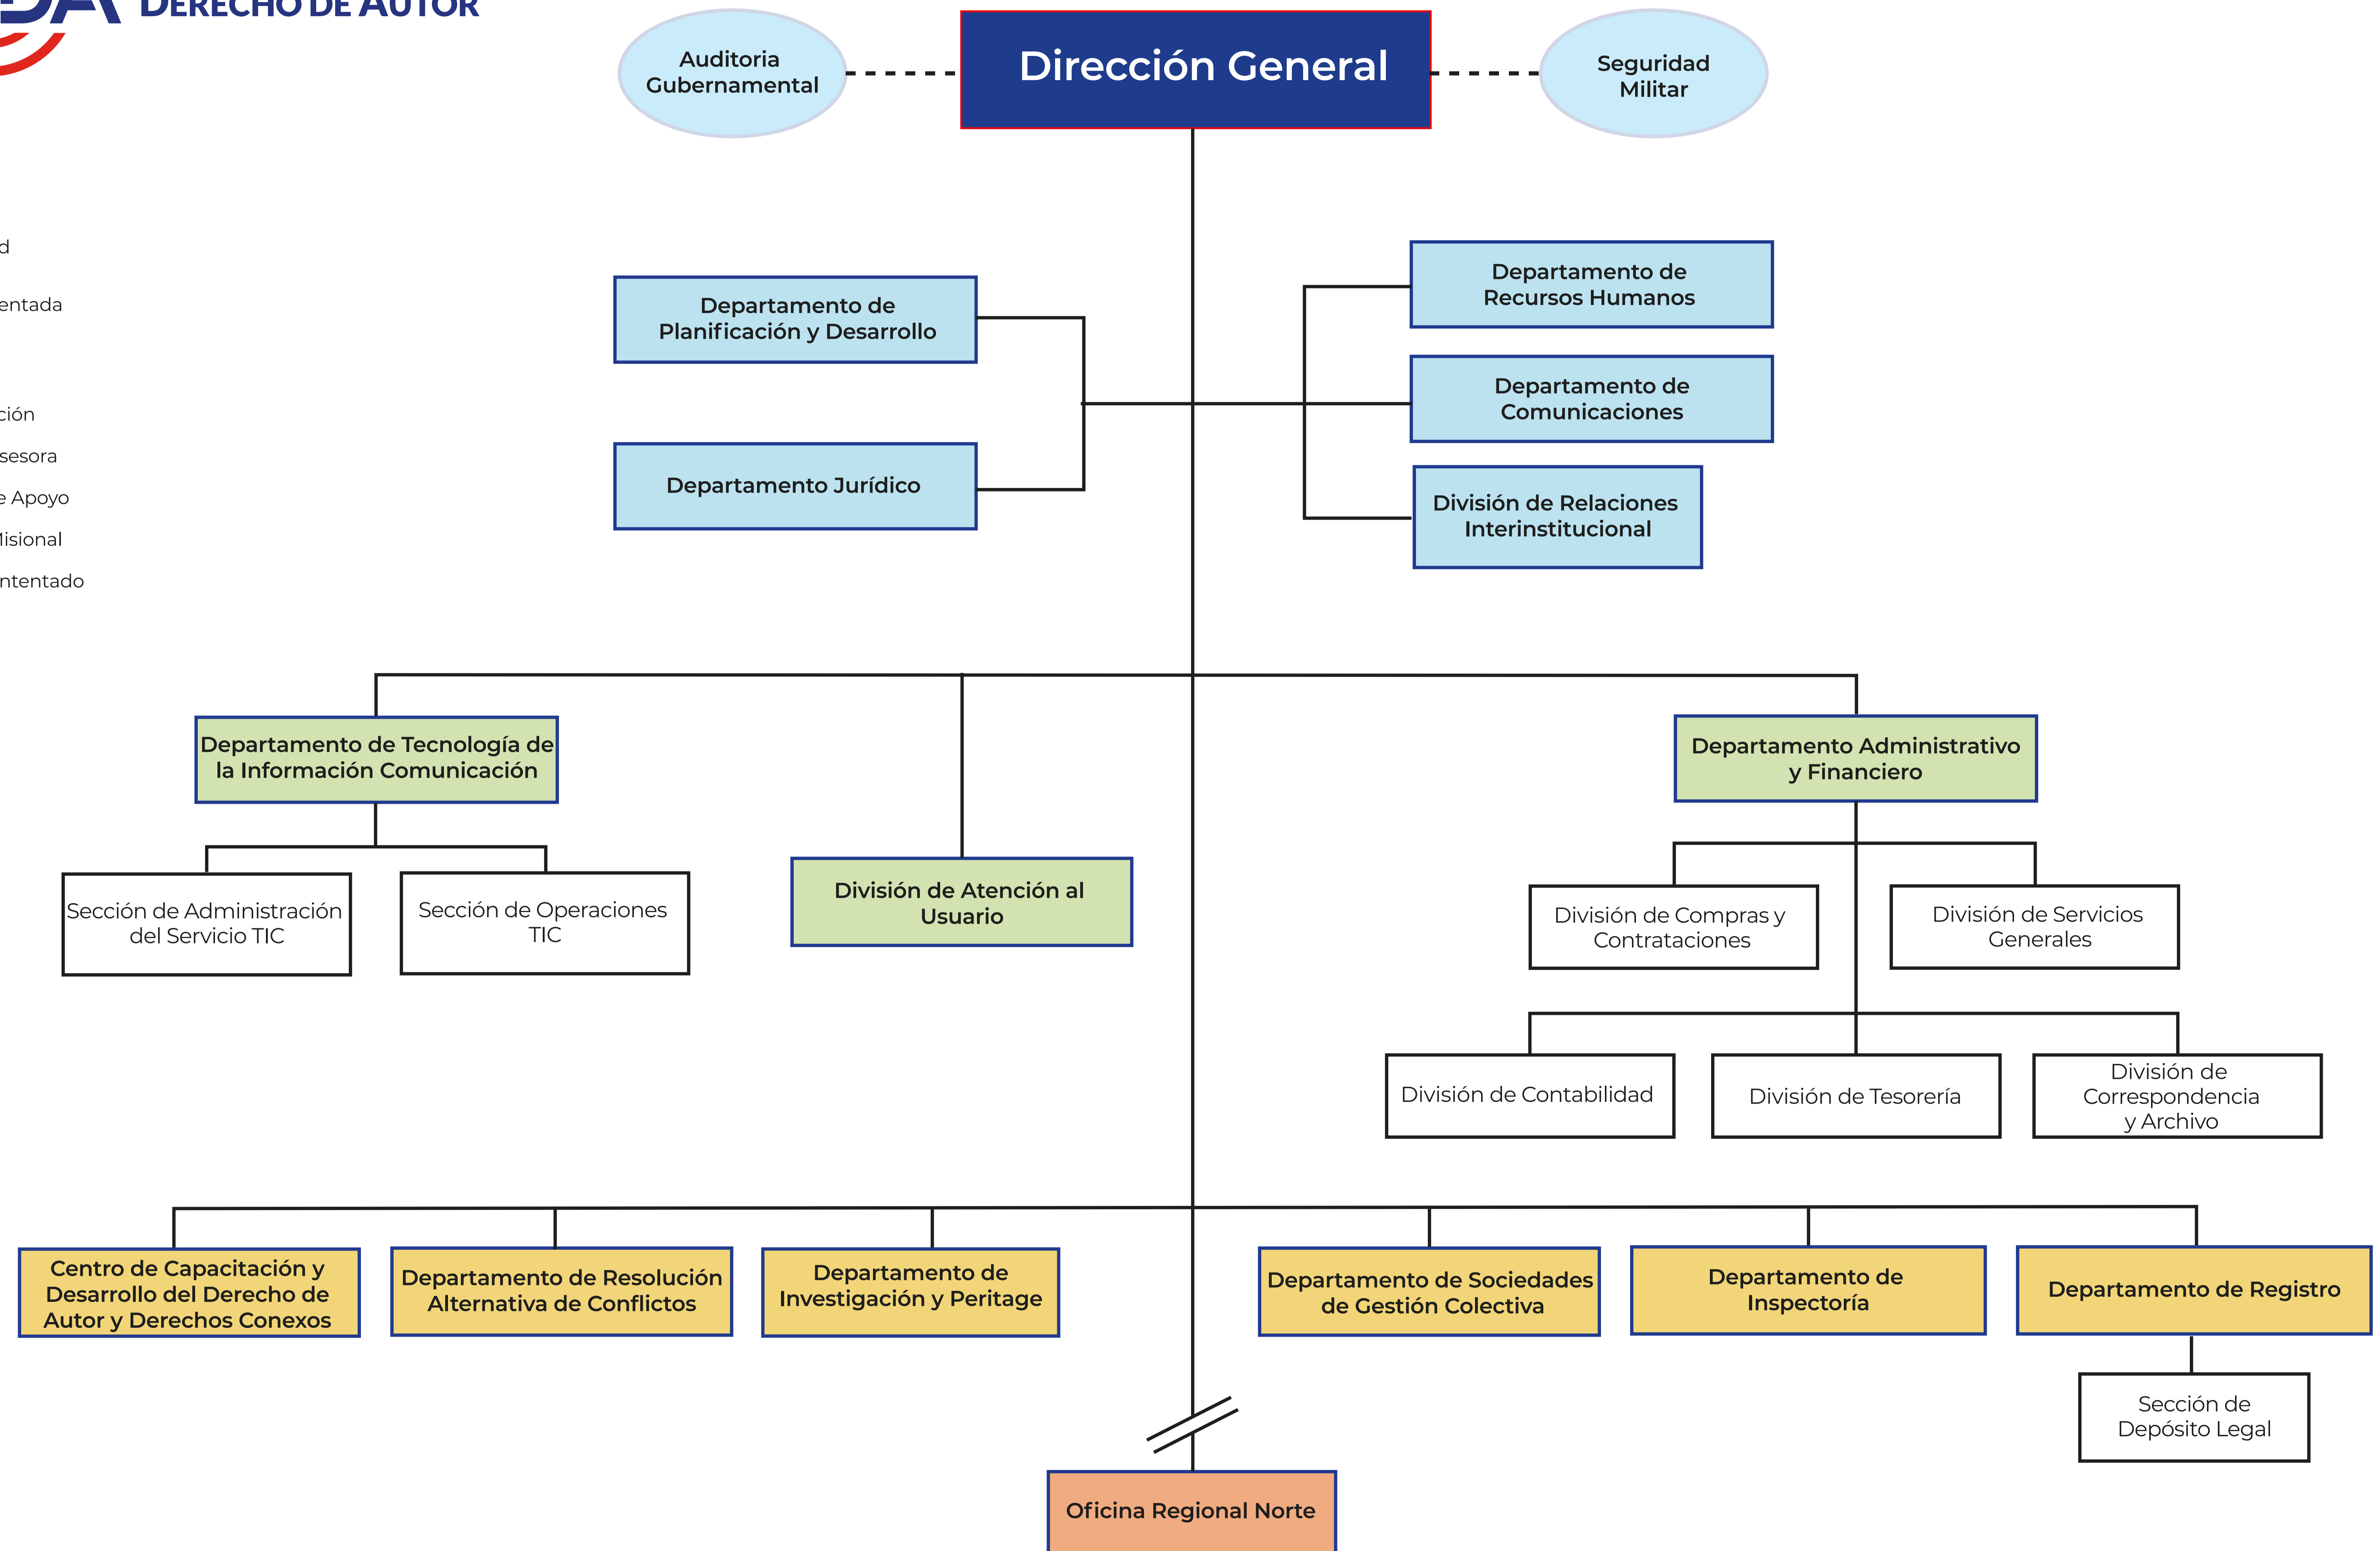 DERECHO DE AUTOR
Auditoria
Gubernamental
Dirección General
Seguridad
Militar
Departamento de
Planificación y Desarrollo
Departamento Jurídico
Departamento de
Recursos Humanos
Departamento de
Comunicaciones
División de Relaciones
Interinstitucional
e Apoyo
Departamento de Tecnología de
la Información Comunicación
Departamento Administrativo
y Financiero
Sección de Administración
del Servicio TIC
Sección de Operaciones
TIC
División de Atención al
Usuario
División de Compras y
Contrataciones
División de Servicios
Generales
División de Contabilidad
División de Tesorería
División de
Correspondencia
y Archivo
Centro de Capacitación y
Desarrollo del Derecho de
Autor y Derechos Conexos
Departamento de Resolución
Alternativa de Conflictos
Departamento de
Investigación y Peritage
Departamento de Sociedades
de Gestión Colectiva
Departamento de
Inspectoría
Departamento de Registro
Sección de
Depósito Legal
Oficina Regional Norte